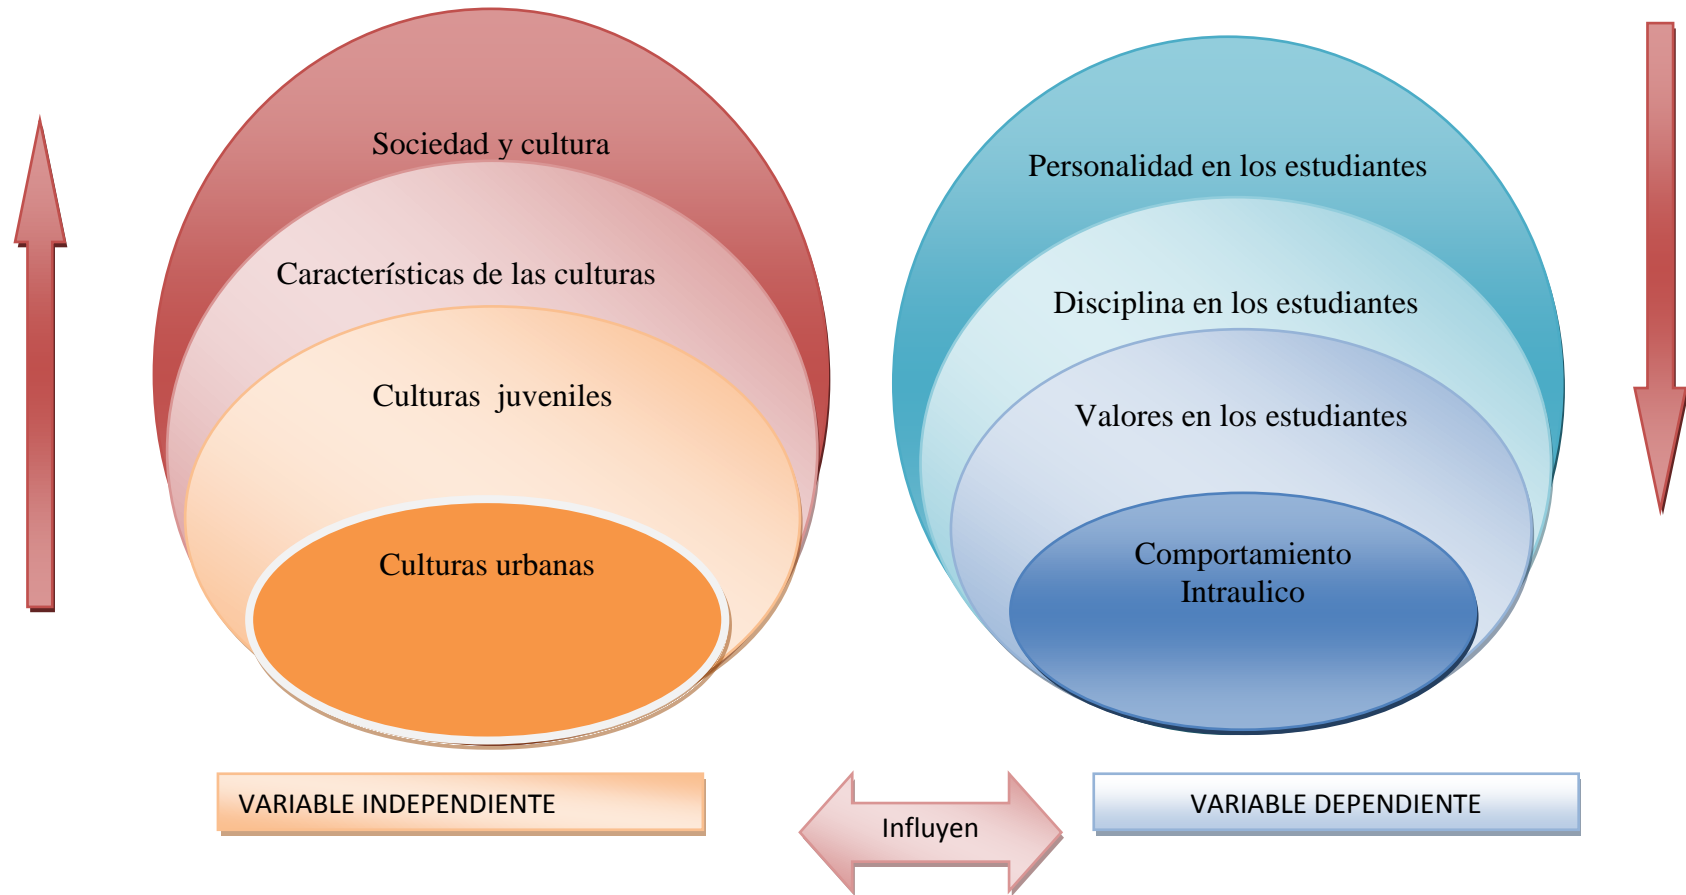 Sociedad y cultura
Característícas de las culturas
Culturas juveniles
Culturas urbanas
Personalidad en los estudiantes
Disciplina en los estudiantes
Valores en los estudiantes
Comportamiento
Intraulico
VARIABLE INDEPENDIENTE
Influyen
VARIABLE DEPENDIENTE